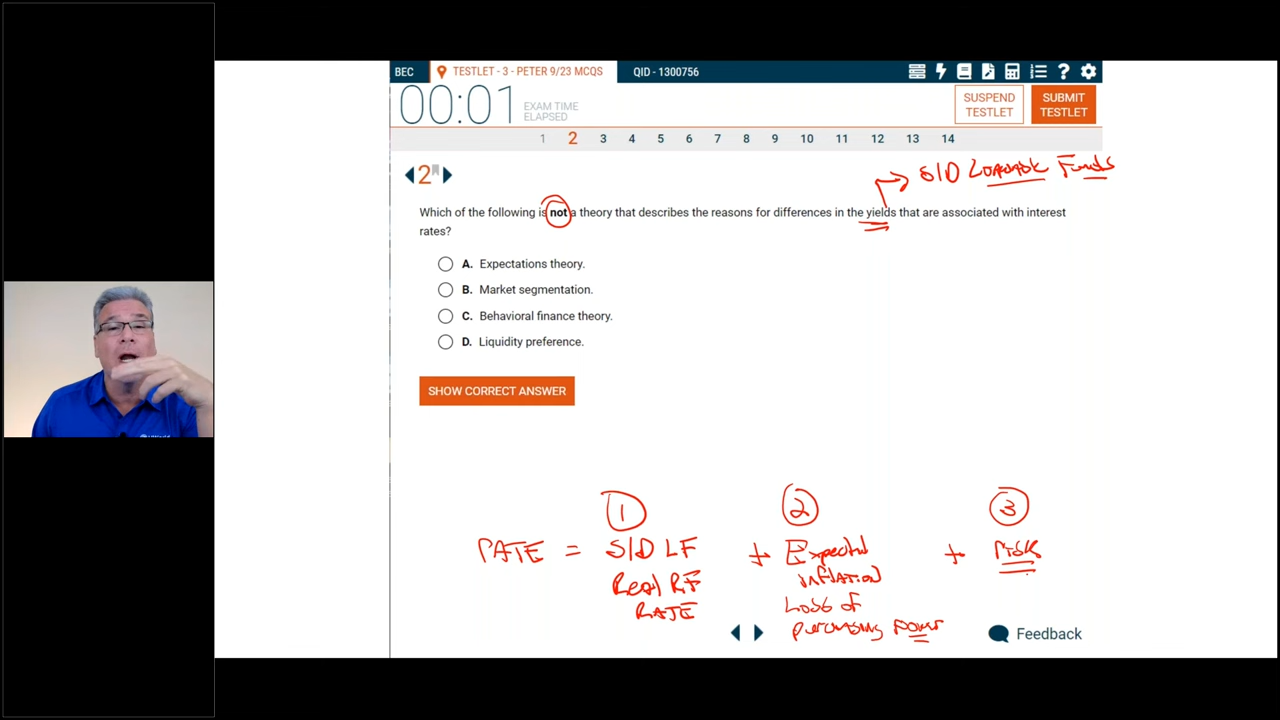 BEC TESTLET - 3 - PETER 9/23 MCQS QID - 1300756
00:01 EXAM TIME ELAPSED
SUSPEND TESTLET
SUBMIT TESTLET
1 2 3 4 5 6 7 8 9 10 11 12 13 14
2
S/D LOANABLE FUNDS
Which of the following is not a theory that describes the reasons for differences in the yields that are associated with interest
rates?
A. Expectations theory.
B. Market segmentation.
C. Behavioral finance theory.
D. Liquidity preference.
SHOW CORRECT ANSWER
1 2 3
RATE = S/D LF + Expected + RISK
Real RF inflation
RATE Loss of
purchasing power
Feedback